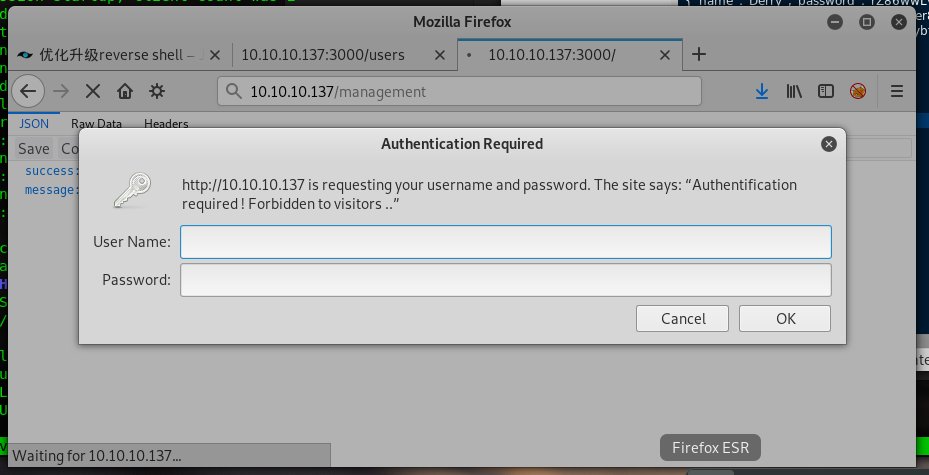 Mozilla Firefox
优化升级reverse shell –
10.10.10.137:3000/users
10.10.10.137:3000/
10.10.10.137/management
JSON
Raw Data
Headers
Save
success:
message:
Authentication Required
http://10.10.10.137 is requesting your username and password. The site says: “Authentification
required ! Forbidden to visitors ..”
User Name:
Password:
Cancel
OK
Waiting for 10.10.10.137...
Firefox ESR